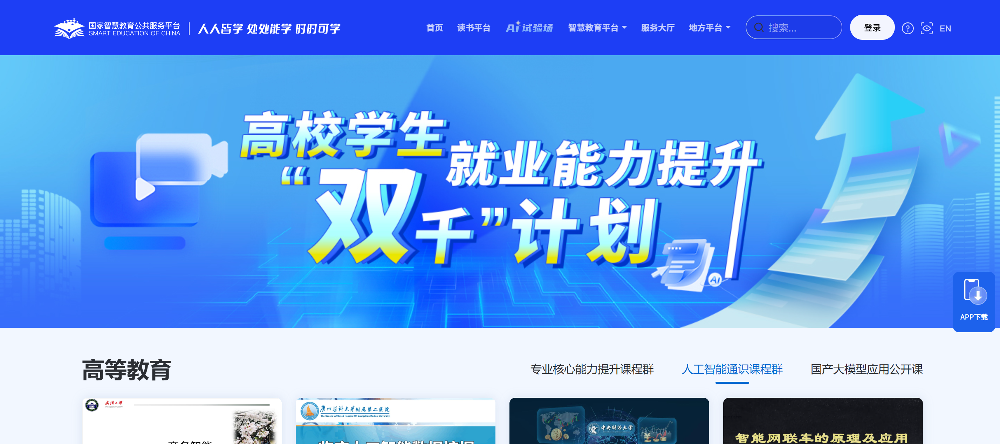 国家智慧教育公共服务平台
SMART EDUCATION OF CHINA
人人皆学 处处能学 时时可学
首页 读书平台 Ai试验场 智慧教育平台 服务大厅 地方平台 搜索... 登录 ? EN
高校学生
就业能力提升
“双千”计划
AI
APP下载
高等教育
专业核心能力提升课程群 人工智能通识课程群 国产大模型应用公开课
武汉大学
WUHAN UNIVERSITY
广州医科大学附属第二医院
The Second Affiliated Hospital Of GuangZhou Medical University
中央财经大学
智能网联车的原理及应用